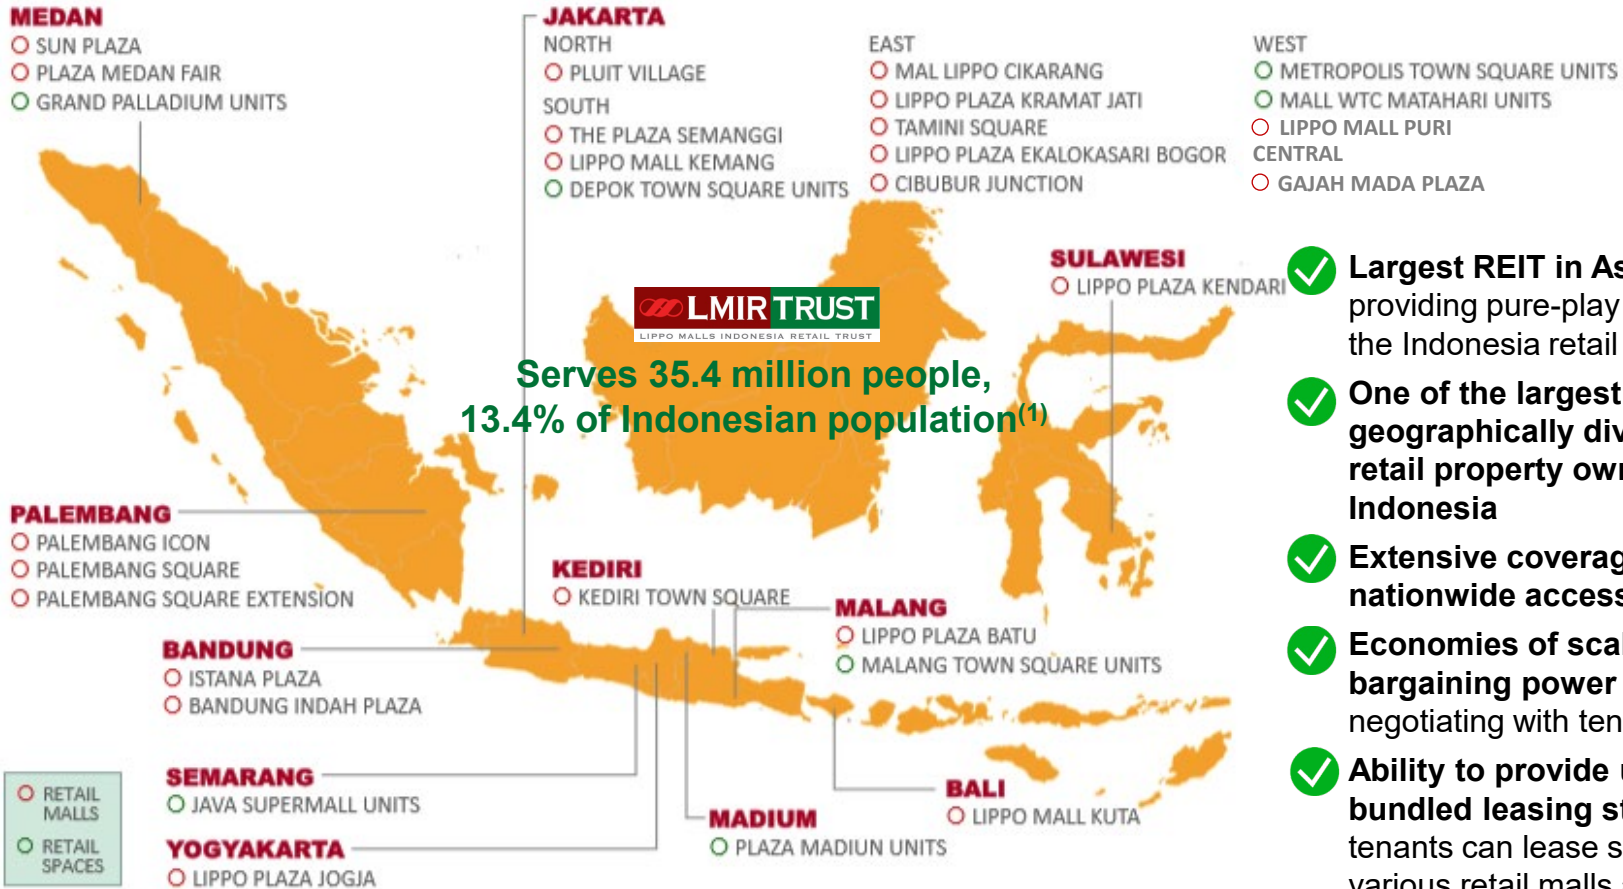 MEDAN
SUN PLAZA
PLAZA MEDAN FAIR
GRAND PALLADIUM UNITS
JAKARTA
NORTH
PLUIT VILLAGE
SOUTH
THE PLAZA SEMANGGI
LIPPO MALL KEMANG
DEPOK TOWN SQUARE UNITS
EAST
MAL LIPPO CIKARANG
LIPPO PLAZA KRAMAT JATI
TAMINI SQUARE
LIPPO PLAZA EKALOKASARI BOGOR
CIBUBUR JUNCTION
WEST
METROPOLIS TOWN SQUARE UNITS
MALL WTC MATAHARI UNITS
LIPPO MALL PURI
CENTRAL
GAJAH MADA PLAZA
SULAWESI
LIPPO PLAZA KENDARI
LMIR TRUST
LIPPO MALLS INDONESIA RETAIL TRUST
Serves 35.4 million people,
13.4% of Indonesian population(1)
PALEMBANG
PALEMBANG ICON
PALEMBANG SQUARE
PALEMBANG SQUARE EXTENSION
KEDIRI
KEDIRI TOWN SQUARE
MALANG
LIPPO PLAZA BATU
MALANG TOWN SQUARE UNITS
BANDUNG
ISTANA PLAZA
BANDUNG INDAH PLAZA
SEMARANG
JAVA SUPERMALL UNITS
YOGYAKARTA
LIPPO PLAZA JOGJA
MADIUM
PLAZA MADIUN UNITS
BALI
LIPPO MALL KUTA
RETAIL
MALLS
RETAIL
SPACES
Largest REIT in As
providing pure-play
the Indonesia retail
One of the largest
geographically div
retail property own
Indonesia
Extensive coverag
nationwide access
Economies of scal
bargaining power
negotiating with ten
Ability to provide u
bundled leasing st
tenants can lease s
various retail malls